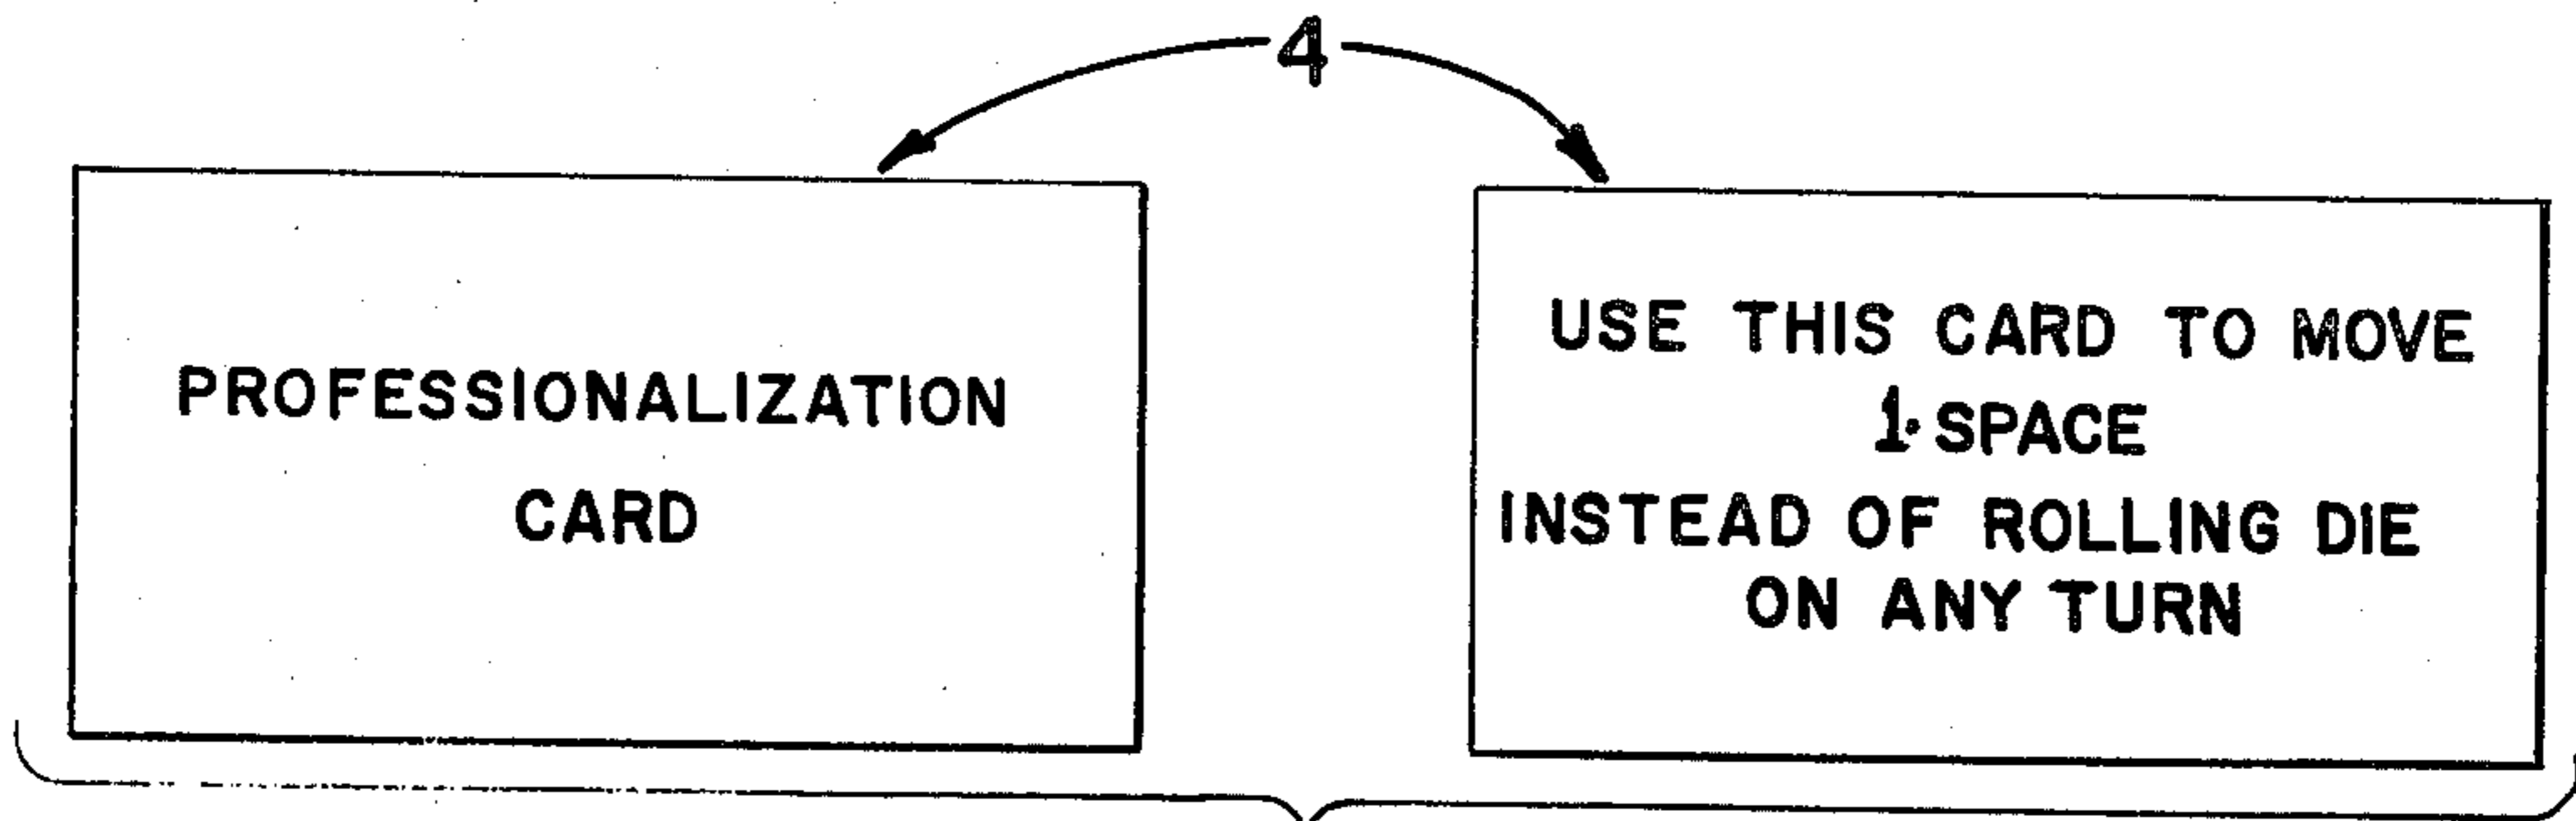 4
PROFESSIONALIZATION
CARD
USE THIS CARD TO MOVE
1 SPACE
INSTEAD OF ROLLING DIE
ON ANY TURN